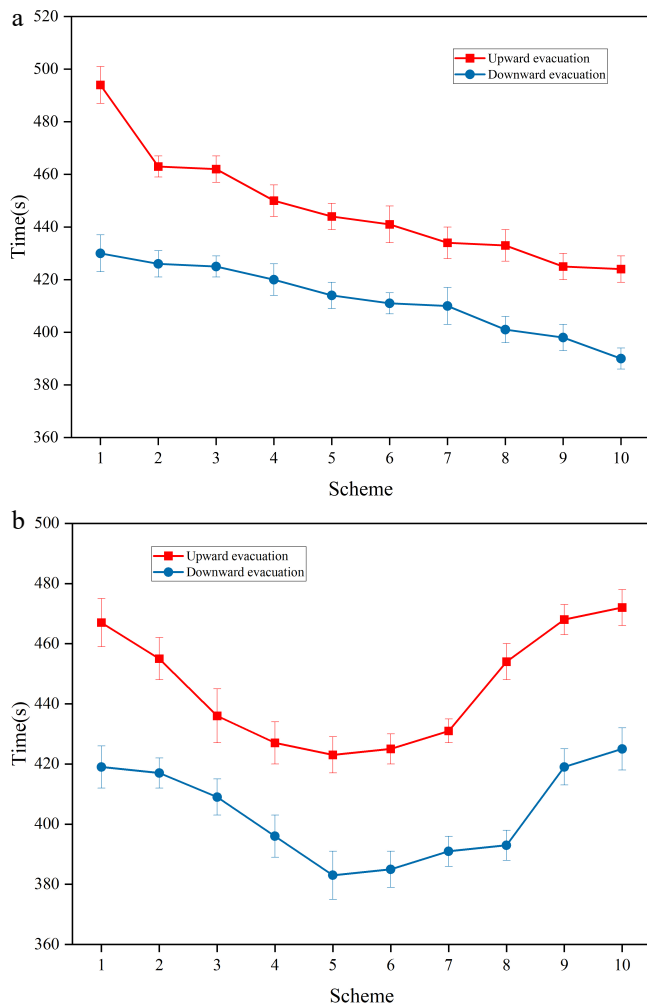 a
520
500
480
460
440
420
400
380
360
Time(s)
Upward evacuation
Downward evacuation
1 2 3 4 5 6 7 8 9 10
Scheme
b
500
480
460
440
420
400
380
360
Time(s)
Upward evacuation
Downward evacuation
1 2 3 4 5 6 7 8 9 10
Scheme